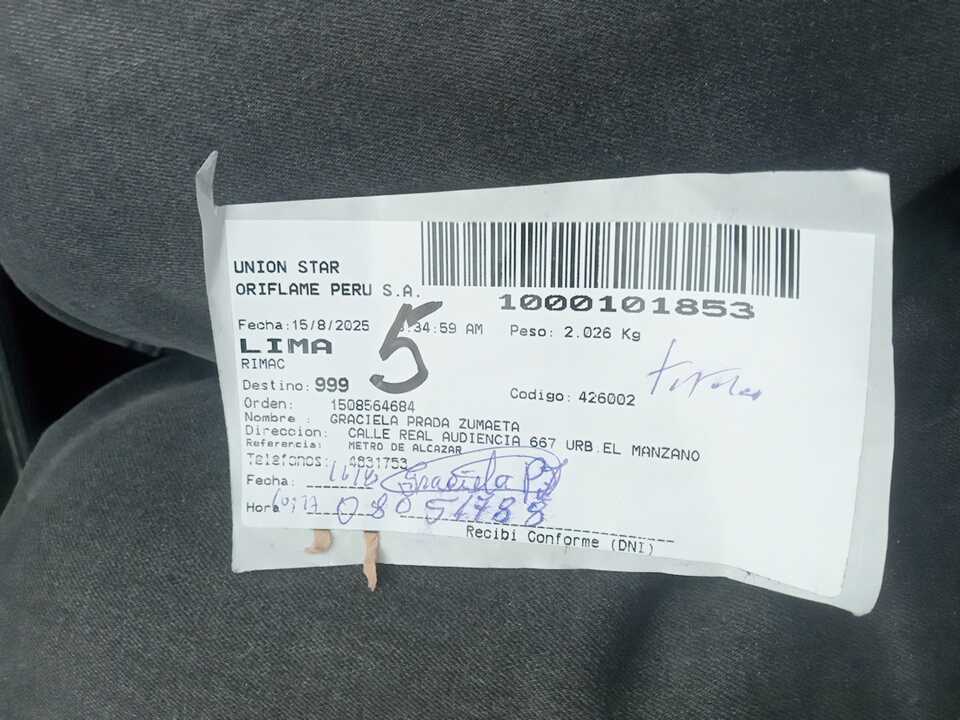 UNION STAR
ORIFLAME PERU S.A.
1000101853
Fecha:15/8/2025 :34:59 AM Peso: 2.026 Kg
LIMA
5
RIMAC
Destino: 999
Codigo: 426002
Orden: 1508564684
Nombre : GRACIELA PRADA ZUMAETA
Direccion: CALLE REAL AUDIENCIA 667 URB.EL MANZANO
Referencia: METRO DE ALCAZAR
Telefonos: 4831753
Fecha: Graciela
Hora 08051788
Recibi Conforme (DNI)